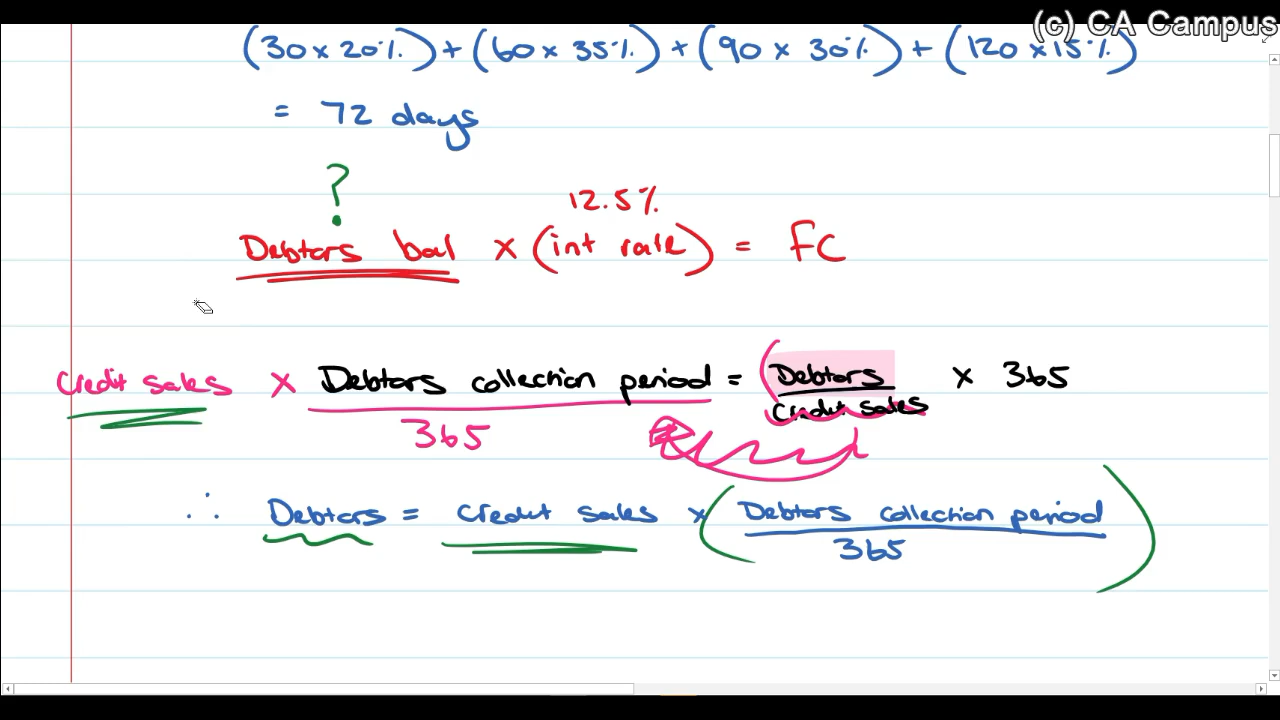 (c) CA Campus
(30 x 20%) + (60 x 35%) + (90 x 30%) + (120 x 15%)
= 72 days
?
12.5%
Debtors bal x (int rate) = FC
Credit sales x Debtors collection period = (Debtors x 365
365 Credit sales
∴ Debtors = credit sales x (Debtors collection period)
365